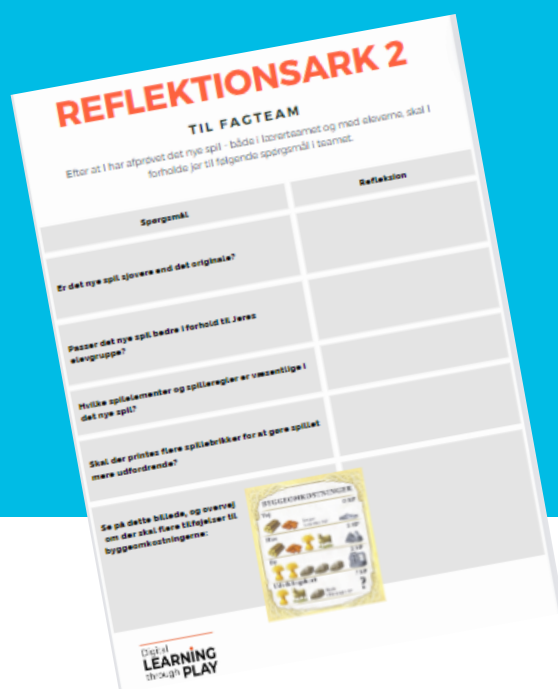 REFLEKTIONSARK 2
TIL FAGTEAM
Efter at I har afprøvet det nye spil - både i lærerteamet og med eleverne, skal I
forholde jer til følgende spørgsmål i teamet.
Spørgsmål
Refleksion
Er det nye spil sjovere end det originale?
Passer det nye spil bedre i forhold til Jeres
elevgruppe?
Hvilke spilelementer og spilleregler er væsentlige i
det nye spil?
Skal der printes flere spillebrikker for at gøre spillet
mere udfordrende?
Se på dette billede, og overvej
om der skal flere tilføjelser til
byggeomkostningerne:
BYGGEOMKOSTNINGER
Digital
LEARNING
through PLAY